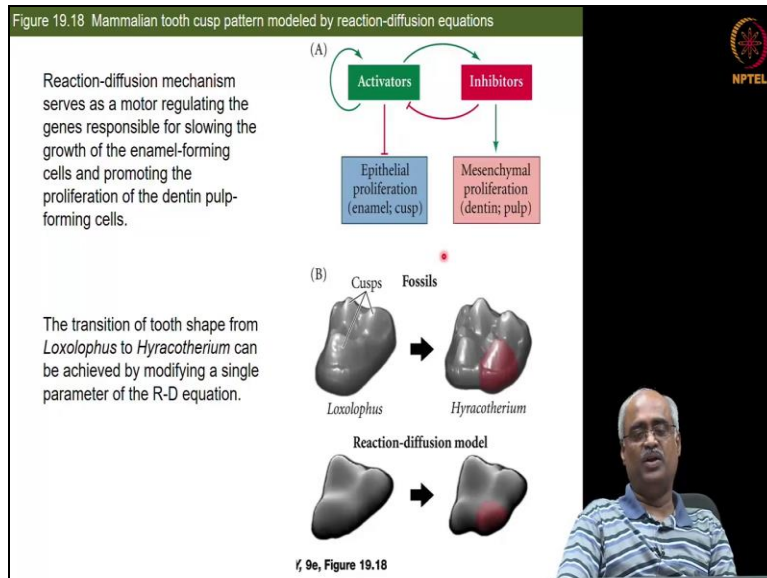 Figure 19.18 Mammalian tooth cusp pattern modeled by reaction-diffusion equations
NPTEL
Reaction-diffusion mechanism
serves as a motor regulating the
genes responsible for slowing the
growth of the enamel-forming
cells and promoting the
proliferation of the dentin pulp-
forming cells.
(A)
Activators
Inhibitors
Epithelial
proliferation
(enamel; cusp)
Mesenchymal
proliferation
(dentin; pulp)
The transition of tooth shape from
Loxolophus to Hyracotherium can
be achieved by modifying a single
parameter of the R-D equation.
(B)
Cusps
Fossils
Loxolophus
Hyracotherium
Reaction-diffusion model
Y, 9e, Figure 19.18